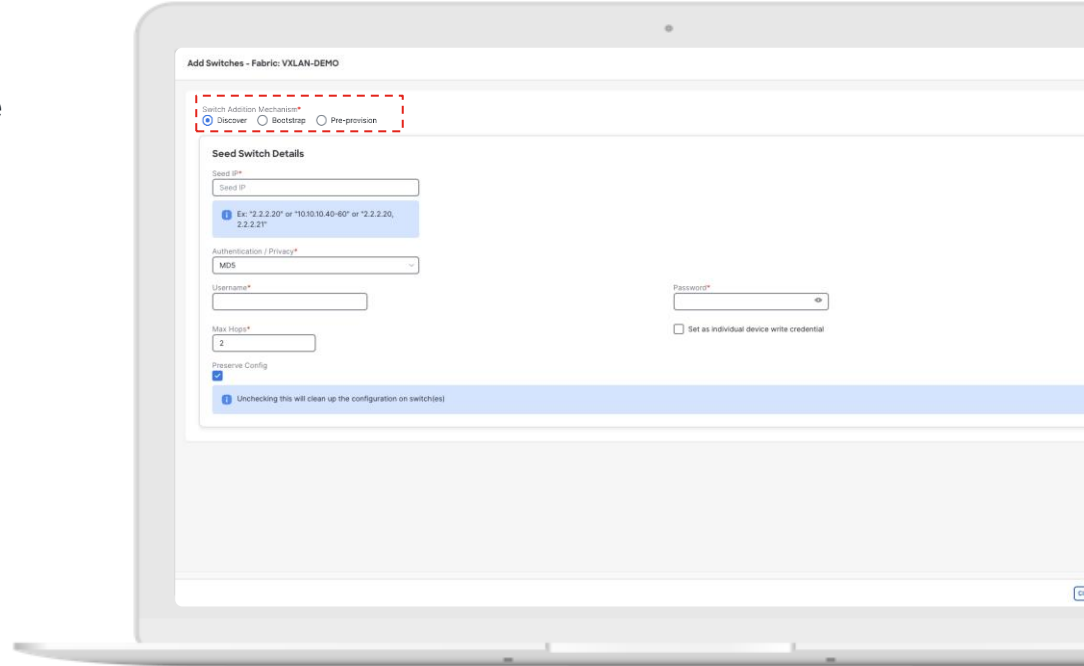 Add Switches - Fabric: VXLAN-DEMO
Switch Addition Mechanism*
Discover Bootstrap Pre-provision
Seed Switch Details
Seed IP*
Seed IP
Ex: "2.2.2.20" or "10.10.10.40-60" or "2.2.2.20,
2.2.2.21"
Authentication / Privacy*
MD5
Username* Password*
Set as individual device write credential
Max Hops*
2
Preserve Config
Unchecking this will clean up the configuration on switch(es)